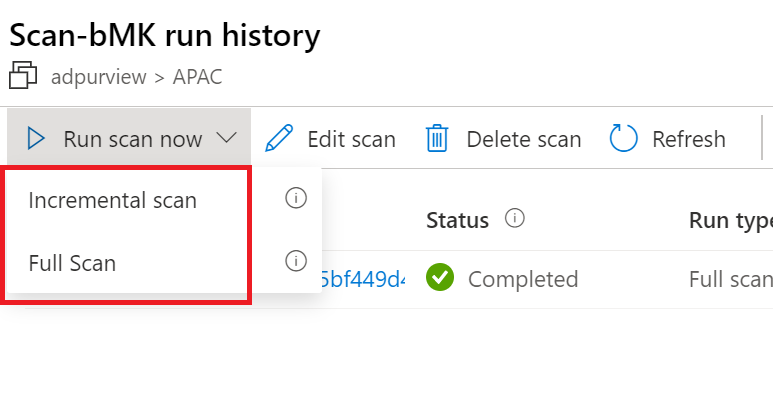 Scan-bMK run history
adpurview > APAC
Run scan now Edit scan Delete scan Refresh
Incremental scan
Status Run type
Full Scan
5bf449d4 Completed Full scan